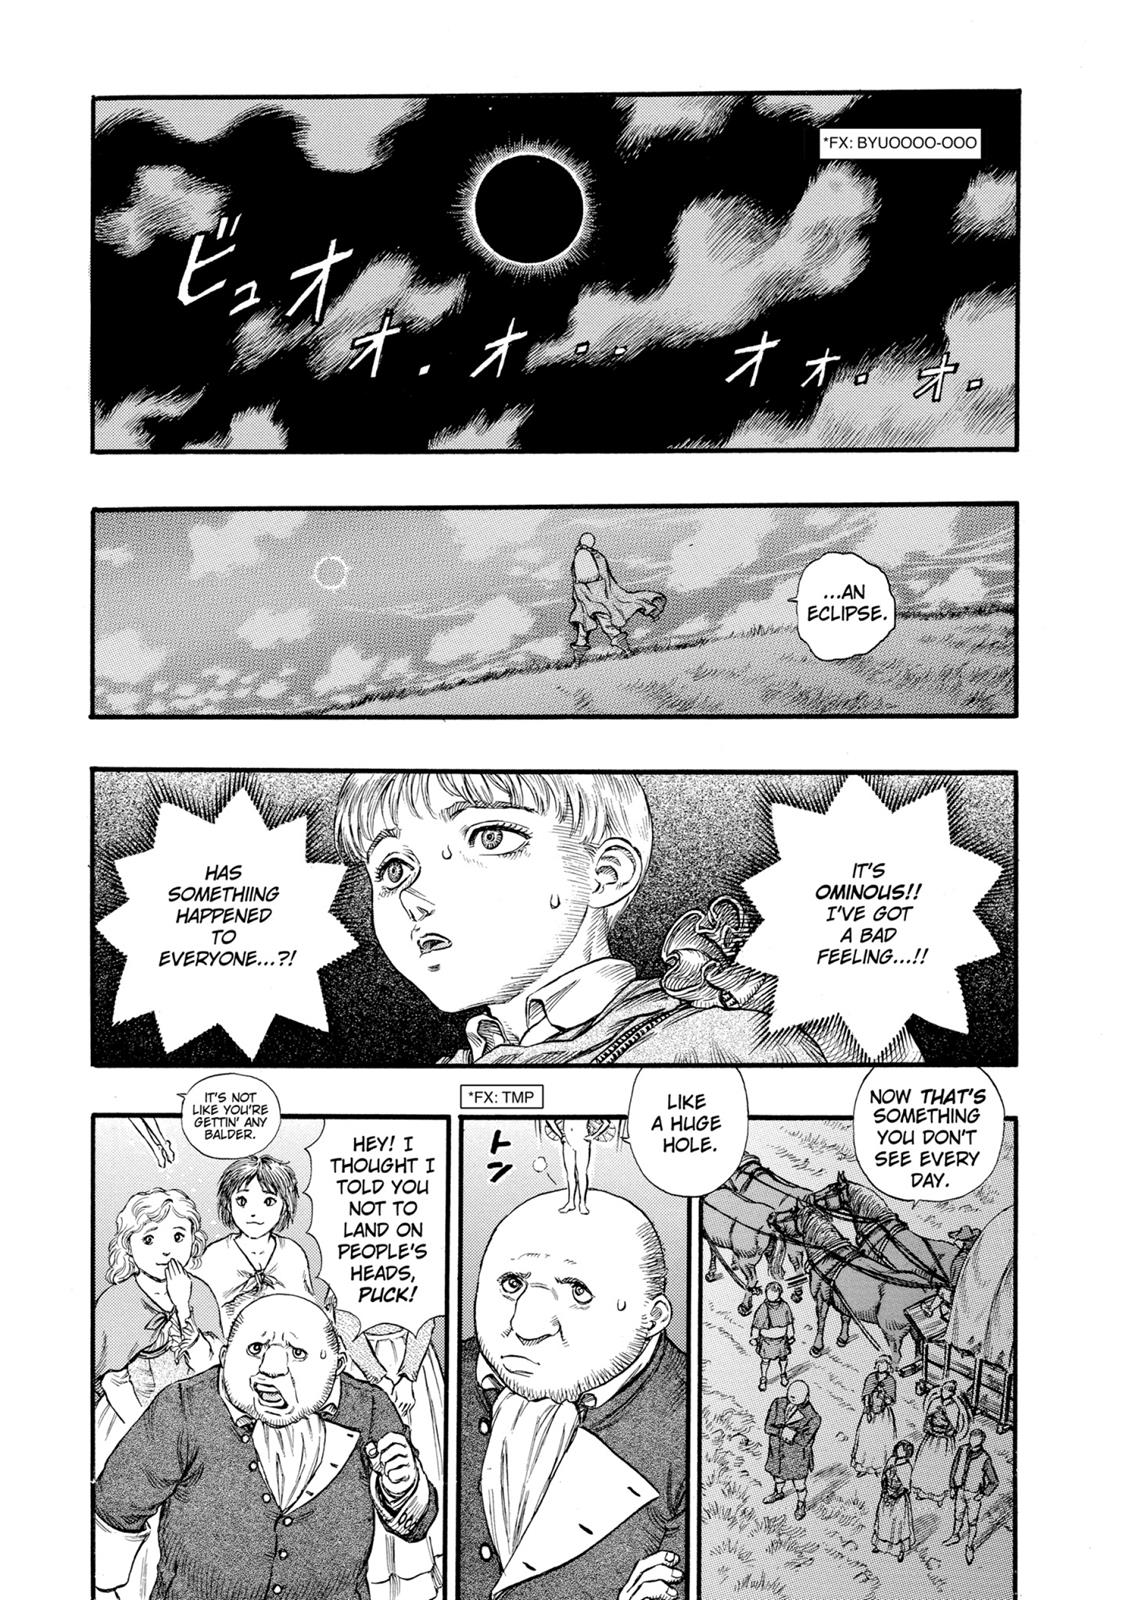 *FX: BYUOOOO-OOO
ビュオ
オ.オ...オォ.オ.
...AN
ECLIPSE.
IT'S
OMINOUS!!
I'VE GOT
A BAD
FEELING...!!
HAS
SOMETHIING
HAPPENED
TO
EVERYONE...?!
NOW THAT'S
SOMETHING
YOU DON'T
SEE EVERY
DAY.
LIKE
A HUGE
HOLE.
*FX: TMP
トン
HEY! I
THOUGHT I
TOLD YOU
NOT TO
LAND ON
PEOPLE'S
HEADS,
PUCK!
IT'S NOT
LIKE YOU'RE
GETTIN' ANY
BALDER.